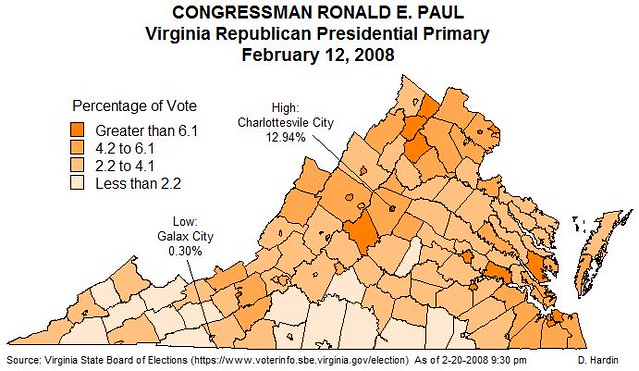 CONGRESSMAN RONALD E. PAUL
Virginia Republican Presidential Primary
February 12, 2008
Percentage of Vote
Greater than 6.1
4.2 to 6.1
2.2 to 4.1
Less than 2.2
High:
Charlottesvile City
12.94%
Low:
Galax City
0.30%
Source: Virginia State Board of Elections (https://www.voterinfo.sbe.virginia.gov/election) As of 2-20-2008 9:30 pm
D. Hardin